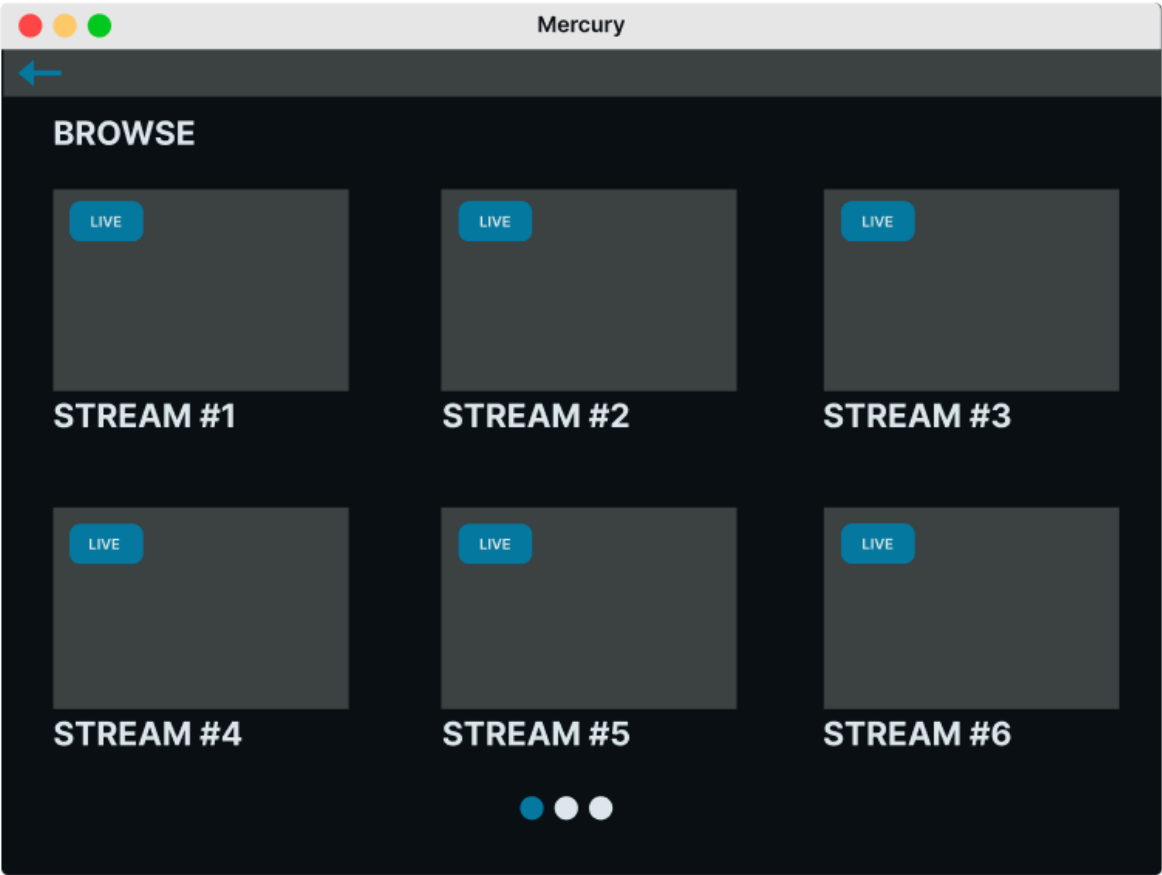 Mercury
BROWSE
LIVE
LIVE
LIVE
STREAM #1
STREAM #2
STREAM #3
LIVE
LIVE
LIVE
STREAM #4
STREAM #5
STREAM #6